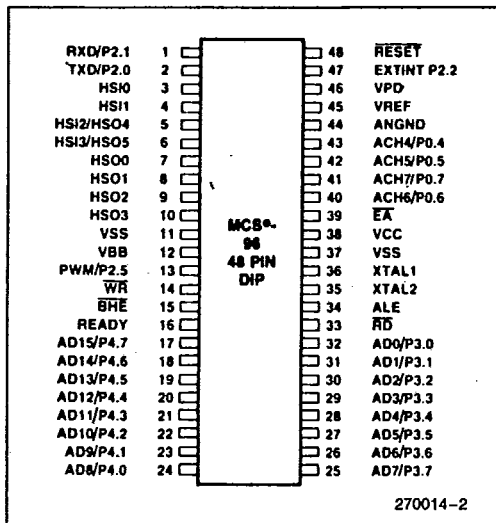 RXD/P2.1 1 48 RESET
TXD/P2.0 2 47 EXTINT P2.2
HSI0 3 46 VPD
HSI1 4 45 VREF
HSI2/HSO4 5 44 ANGND
HSI3/HSO5 6 43 ACH4/P0.4
HSO0 7 42 ACH5/P0.5
HSO1 8 41 ACH7/P0.7
HSO2 9 40 ACH6/P0.6
HSO3 10 39 EA
VSS 11 38 VCC
VBB 12 37 VSS
PWM/P2.5 13 36 XTAL1
WR 14 35 XTAL2
BHE 15 34 ALE
READY 16 33 RD
AD15/P4.7 17 32 AD0/P3.0
AD14/P4.6 18 31 AD1/P3.1
AD13/P4.5 19 30 AD2/P3.2
AD12/P4.4 20 29 AD3/P3.3
AD11/P4.3 21 28 AD4/P3.4
AD10/P4.2 22 27 AD5/P3.5
AD9/P4.1 23 26 AD6/P3.6
AD8/P4.0 24 25 AD7/P3.7
MCS®-
96
48 PIN
DIP
270014-2